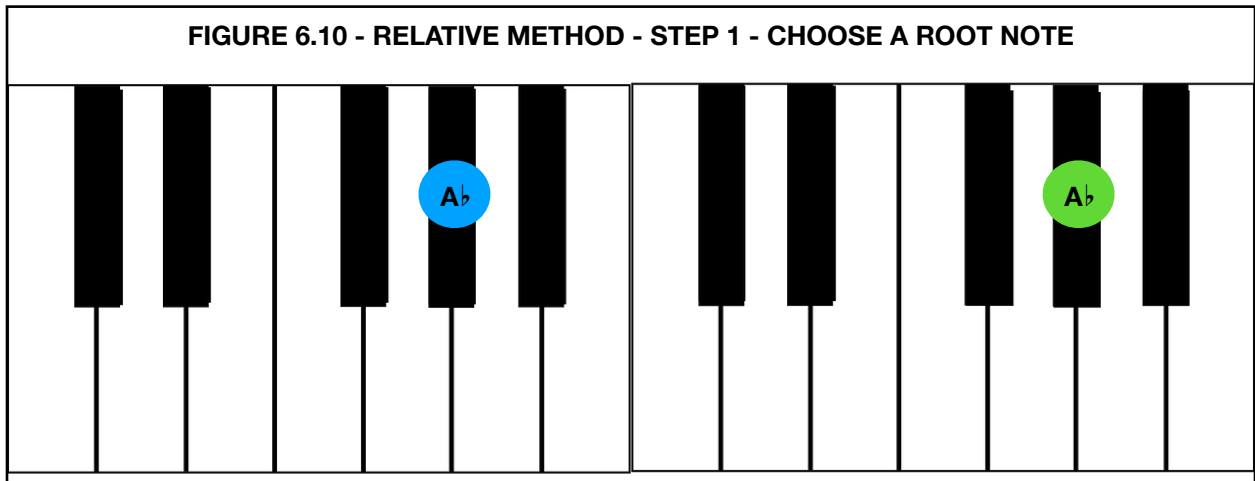 FIGURE 6.10 - RELATIVE METHOD - STEP 1 - CHOOSE A ROOT NOTE
A♭
A♭